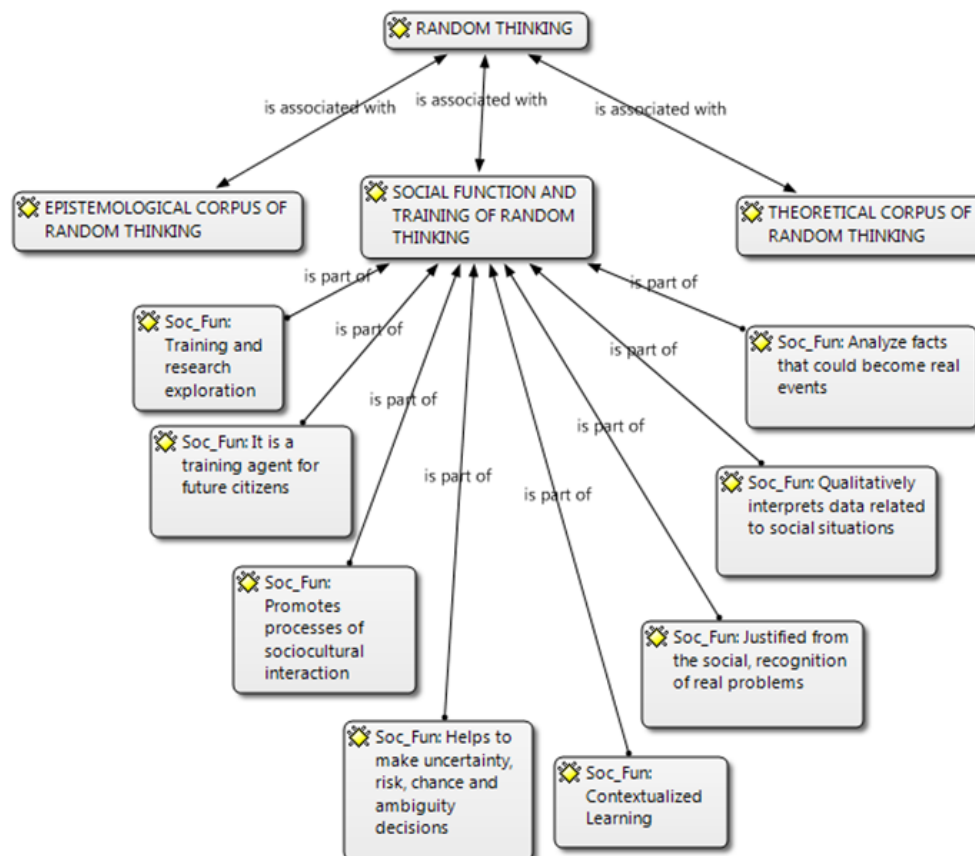 RANDOM THINKING
is associated with
is associated with
is associated with
EPISTEMOLOGICAL CORPUS OF
RANDOM THINKING
SOCIAL FUNCTION AND
TRAINING OF RANDOM
THINKING
THEORETICAL CORPUS OF
RANDOM THINKING
is part of
is part of
is part of
is part of
is part of
is part of
is part of
is part of
Soc_Fun:
Training and
research
exploration
Soc_Fun: Analyze facts
that could become real
events
Soc_Fun: It is a
training agent for
future citizens
Soc_Fun: Qualitatively
interprets data related
to social situations
Soc_Fun:
Promotes
processes of
sociocultural
interaction
Soc_Fun: Justified from
the social, recognition
of real problems
Soc_Fun: Helps to
make uncertainty,
risk, chance and
ambiguity
decisions
Soc_Fun:
Contextualized
Learning